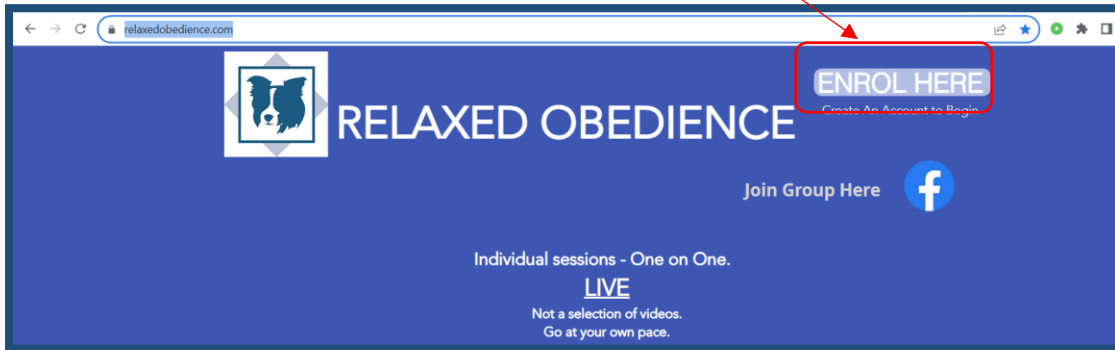 relaxedobedience.com
ENROL HERE
Create An Account to Begin
RELAXED OBEDIENCE
Join Group Here
Individual sessions - One on One.
LIVE
Not a selection of videos.
Go at your own pace.